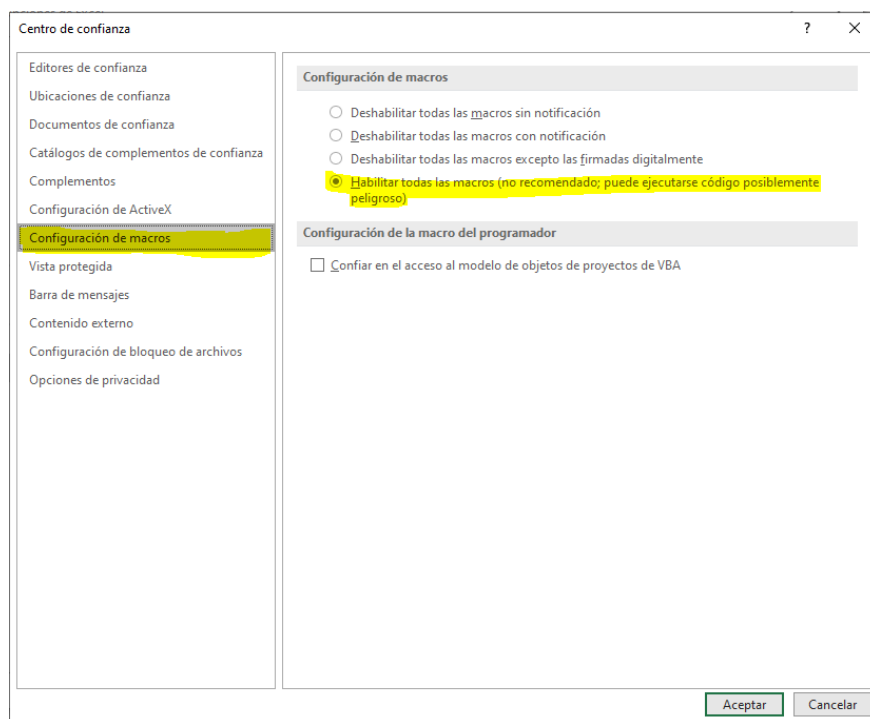 Centro de confianza
?
Editores de confianza
Ubicaciones de confianza
Documentos de confianza
Catálogos de complementos de confianza
Complementos
Configuración de ActiveX
Configuración de macros
Vista protegida
Barra de mensajes
Contenido externo
Configuración de bloqueo de archivos
Opciones de privacidad
Configuración de macros
Deshabilitar todas las macros sin notificación
Deshabilitar todas las macros con notificación
Deshabilitar todas las macros excepto las firmadas digitalmente
Habilitar todas las macros (no recomendado; puede ejecutarse código posiblemente
peligroso)
Configuración de la macro del programador
Confiar en el acceso al modelo de objetos de proyectos de VBA
Aceptar
Cancelar